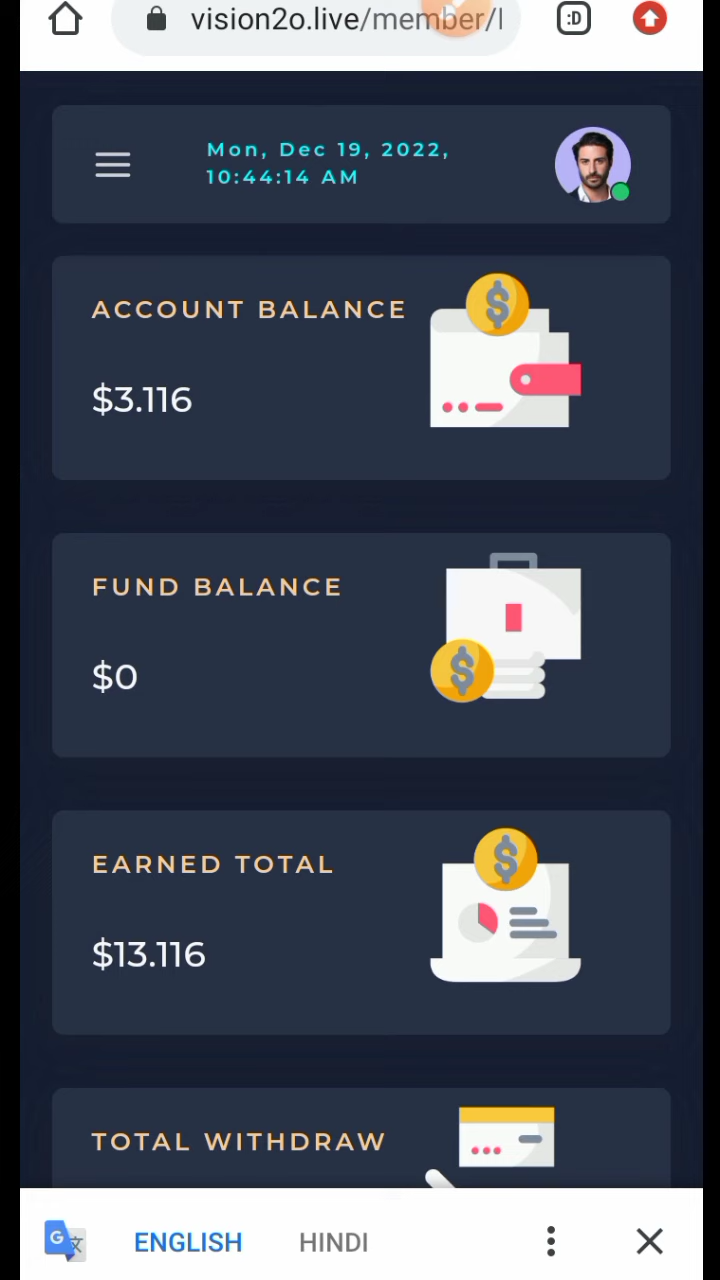 vision2o.live/member/
:D
Mon, Dec 19, 2022,
10:44:14 AM
ACCOUNT BALANCE
$3.116
FUND BALANCE
$0
EARNED TOTAL
$13.116
TOTAL WITHDRAW
G
ENGLISH
HINDI